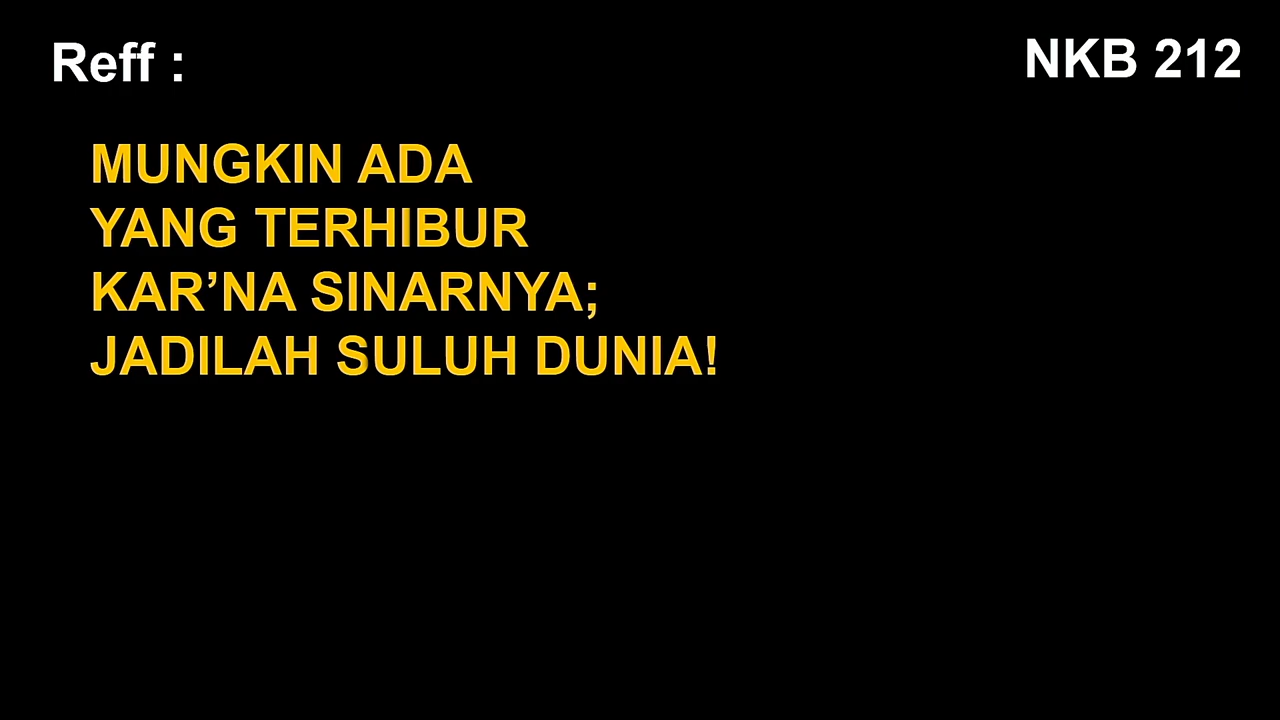 Reff :
NKB 212
MUNGKIN ADA
YANG TERHIBUR
KAR’NA SINARNYA;
JADILAH SULUH DUNIA!